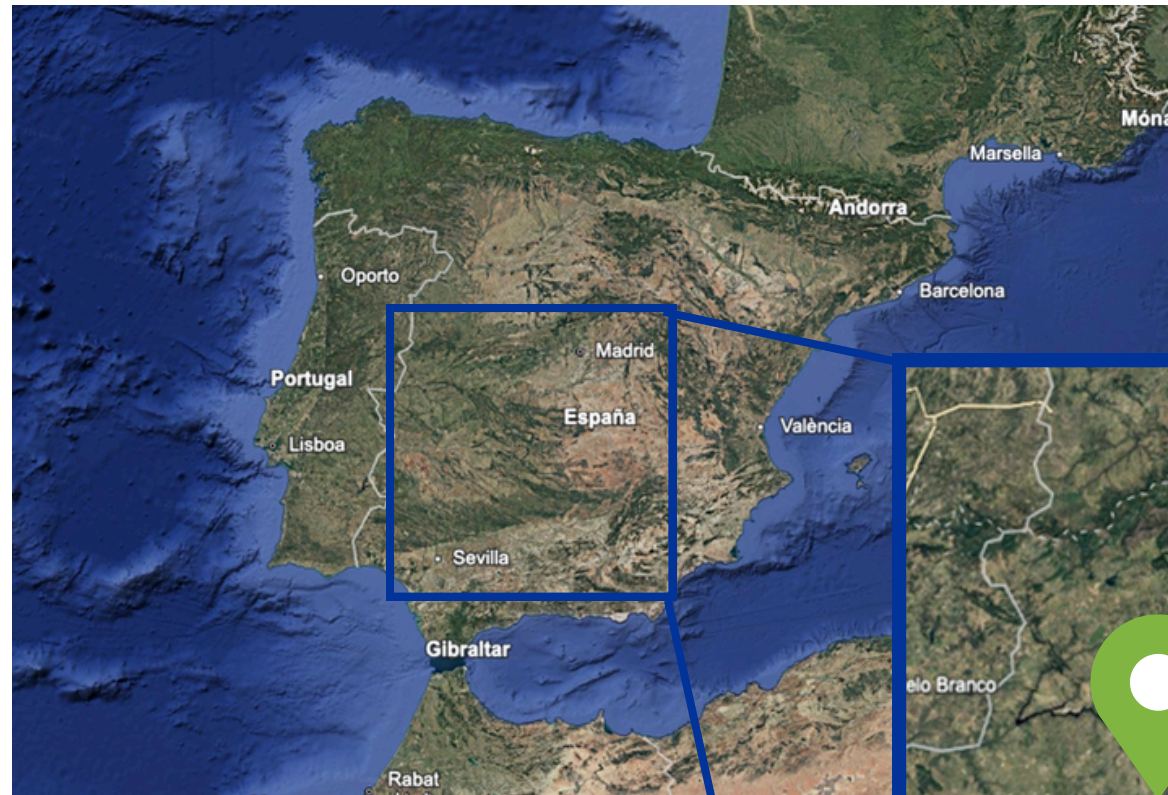 Móna
Marsella
Andorra
Oporto
Barcelona
Madrid
Portugal
España
València
Lisboa
Sevilla
Gibraltar
elo Branco
Rabat